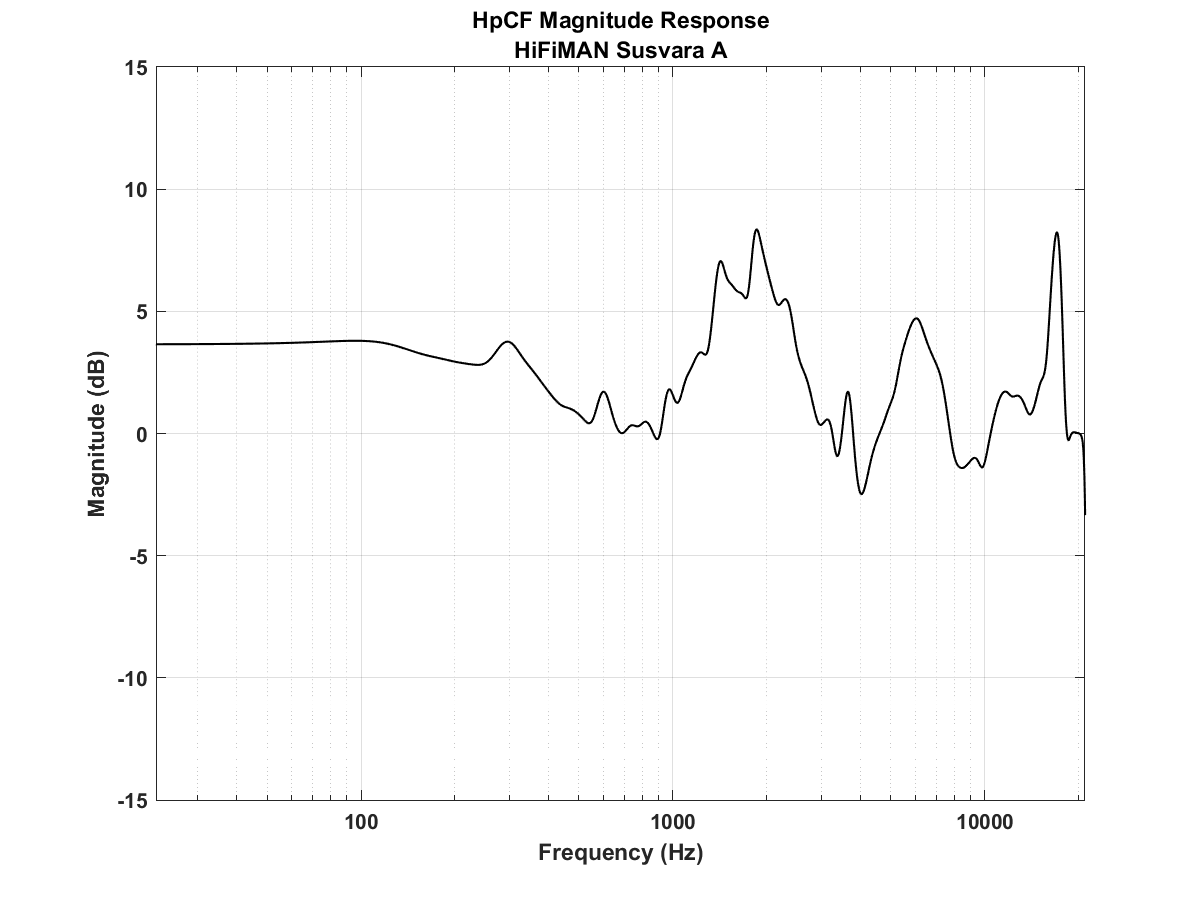 HpCF Magnitude Response
HiFiMAN Susvara A
15
10
5
0
-5
-10
-15
Magnitude (dB)
100
1000
10000
Frequency (Hz)